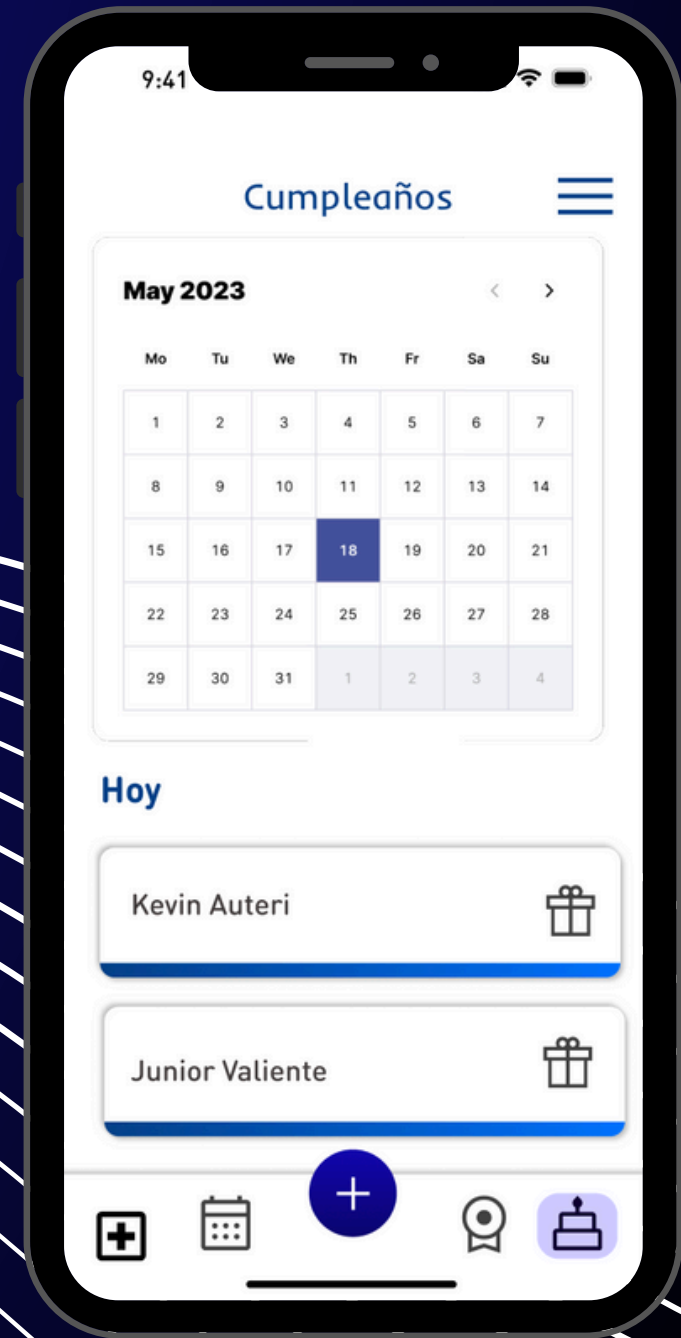 9:41
Cumpleaños
May 2023
Mo Tu We Th Fr Sa Su
1 2 3 4 5 6 7
8 9 10 11 12 13 14
15 16 17 18 19 20 21
22 23 24 25 26 27 28
29 30 31 1 2 3 4
Hoy
Kevin Auteri
Junior Valiente